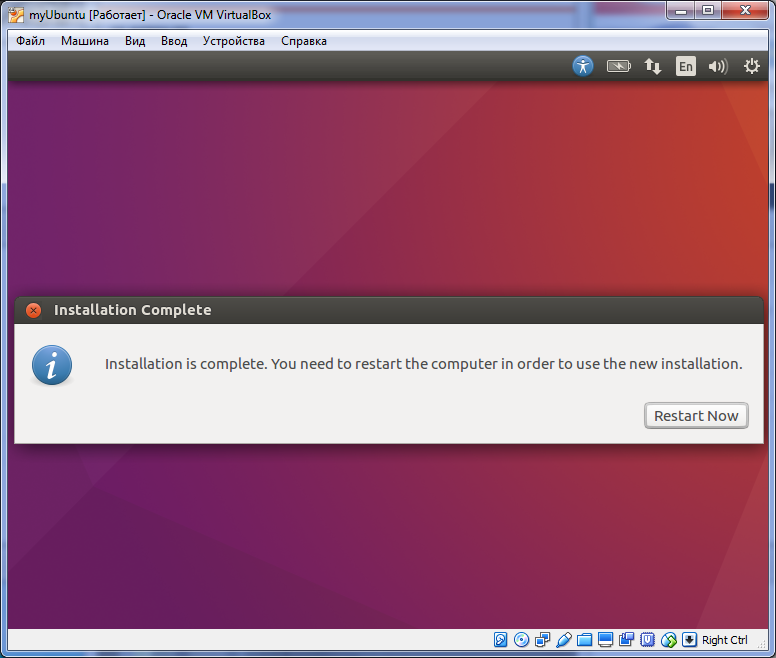 myUbuntu [Работает] - Oracle VM VirtualBox
Файл Машина Вид Ввод Устройства Справка
En
Installation Complete
Installation is complete. You need to restart the computer in order to use the new installation.
Restart Now
Right Ctrl